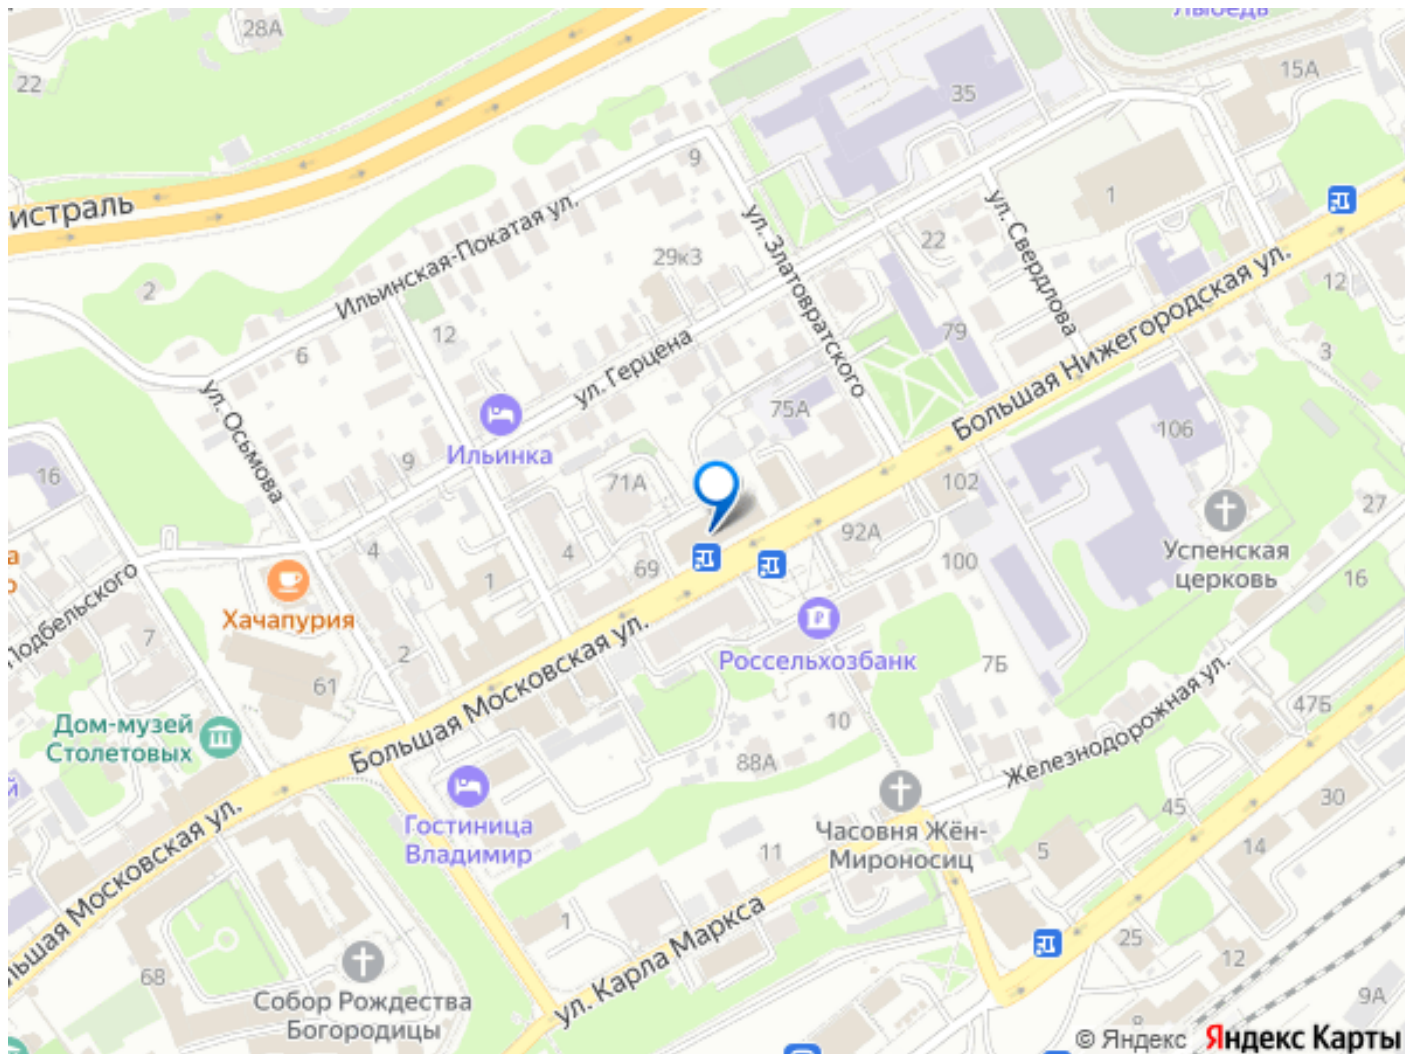 Лыбедь
28А
22
35
15А
9
1
истраль
Ильинская-Покатая ул.
ул. Златовратского
ул. Свердлова
29к3
22
2
12
12
Большая Нижегородская ул.
6
ул. Герцена
79
3
ул. Осьмова
75А
106
Ильинка
9
16
71А
102
27
92А
Успенская
церковь
4
1
4
69
100
16
а
о
Хачапурия
Подбельского
7
2
61
Россельхозбанк
7Б
Большая Московская ул.
Железнодорожная ул.
47Б
Дом-музей
Столетовых
10
88А
й
Гостиница
Владимир
45
30
Часовня Жён-
Мироносиц
5
14
11
ьшая Московская ул.
1
ул. Карла Маркса
25
12
68
Собор Рождества
Богородицы
9А
8
© Яндекс Яндекс Карты